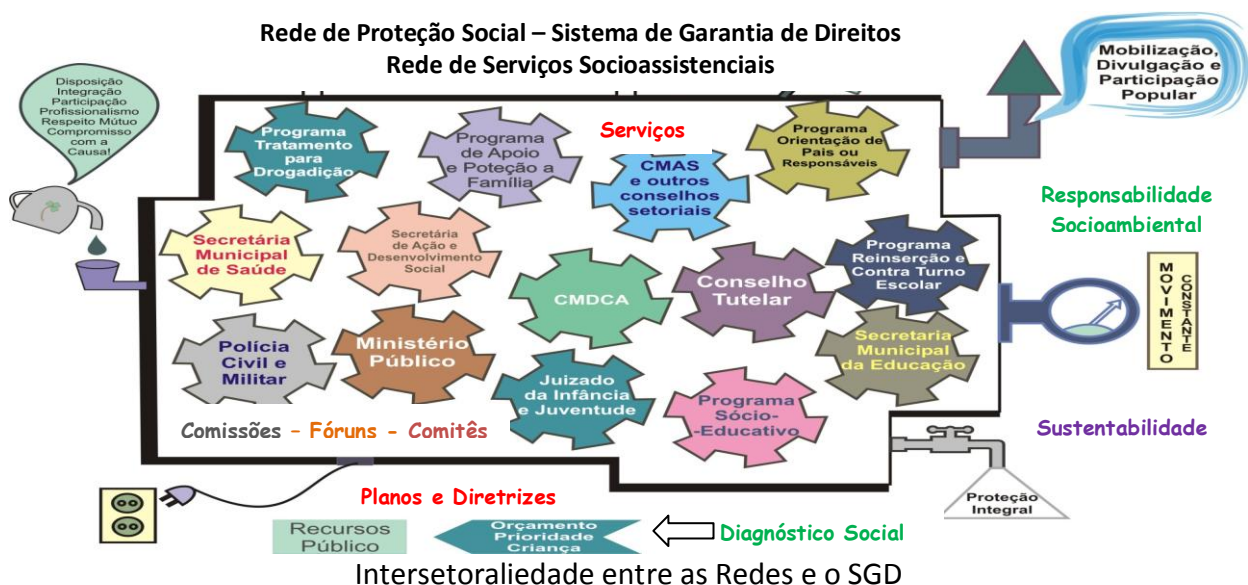 Rede de Proteção Social – Sistema de Garantia de Direitos
Rede de Serviços Socioassistenciais
Disposição
Integração
Participação
Profissionalismo
Respeito Mútuo
Compromisso
com a
Causa!
Mobilização,
Divulgação e
Participação
Popular
Programa
Tratamento
para
Drogadição
Programa
de Apoio
e Poteção a
Família
Serviços
CMAS
e outros
conselhos
setoriais
Programa
Orientação de
Pais ou
Responsáveis
Responsabilidade
Socioambiental
Secretária
Municipal
de Saúde
Secretária
de Ação e
Desenvolvimento
Social
CMDCA
Conselho
Tutelar
Programa
Reinserção e
Contra Turno
Escolar
MOVIMENTO
CONSTANTE
Polícia
Civil e
Militar
Ministério
Público
Juizado
da Infância
e Juventude
Programa
Sócio-
-Educativo
Secretaria
Municipal
da Educação
Comissões – Fóruns - Comitês
Sustentabilidade
Planos e Diretrizes
Proteção
Integral
Recursos
Público
Orçamento
Prioridade
Criança
Diagnóstico Social
Intersetoraliedade entre as Redes e o SGD